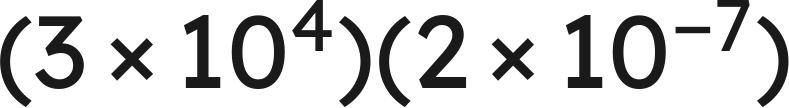 (3 × 10⁴)(2 × 10⁻⁷)